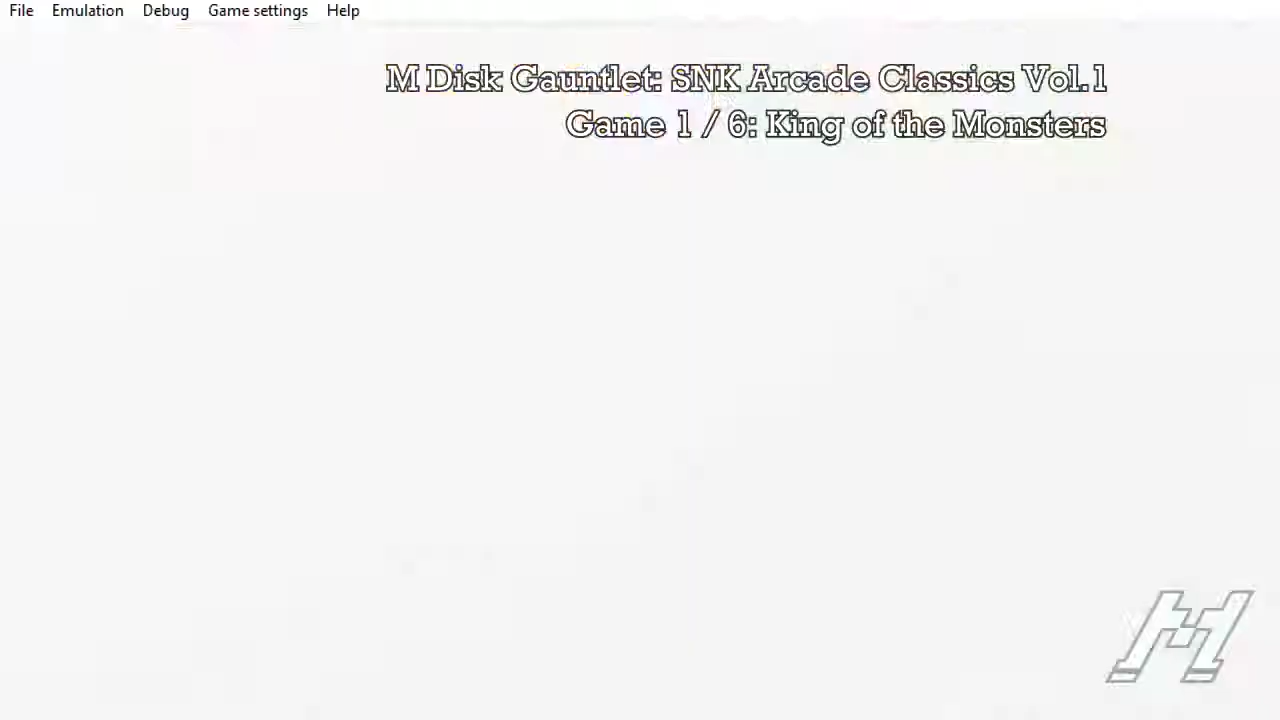 File Emulation Debug Game settings Help
M Disk Gauntlet: SNK Arcade Classics Vol.1
Game 1 / 6: King of the Monsters
M